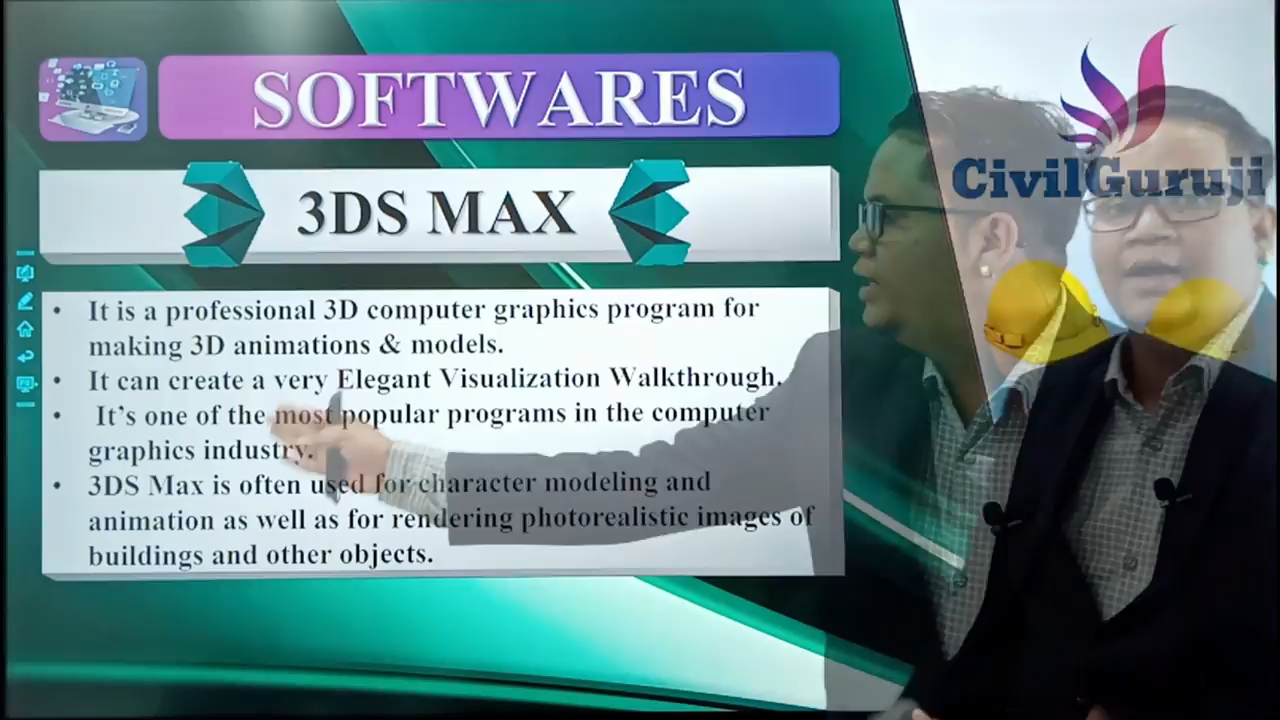 SOFTWARES
CivilGuruji
3DS MAX
• It is a professional 3D computer graphics program for
making 3D animations & models.
• It can create a very Elegant Visualization Walkthrough.
• It's one of the most popular programs in the computer
graphics industry.
• 3DS Max is often used for character modeling and
animation as well as for rendering photorealistic images of
buildings and other objects.